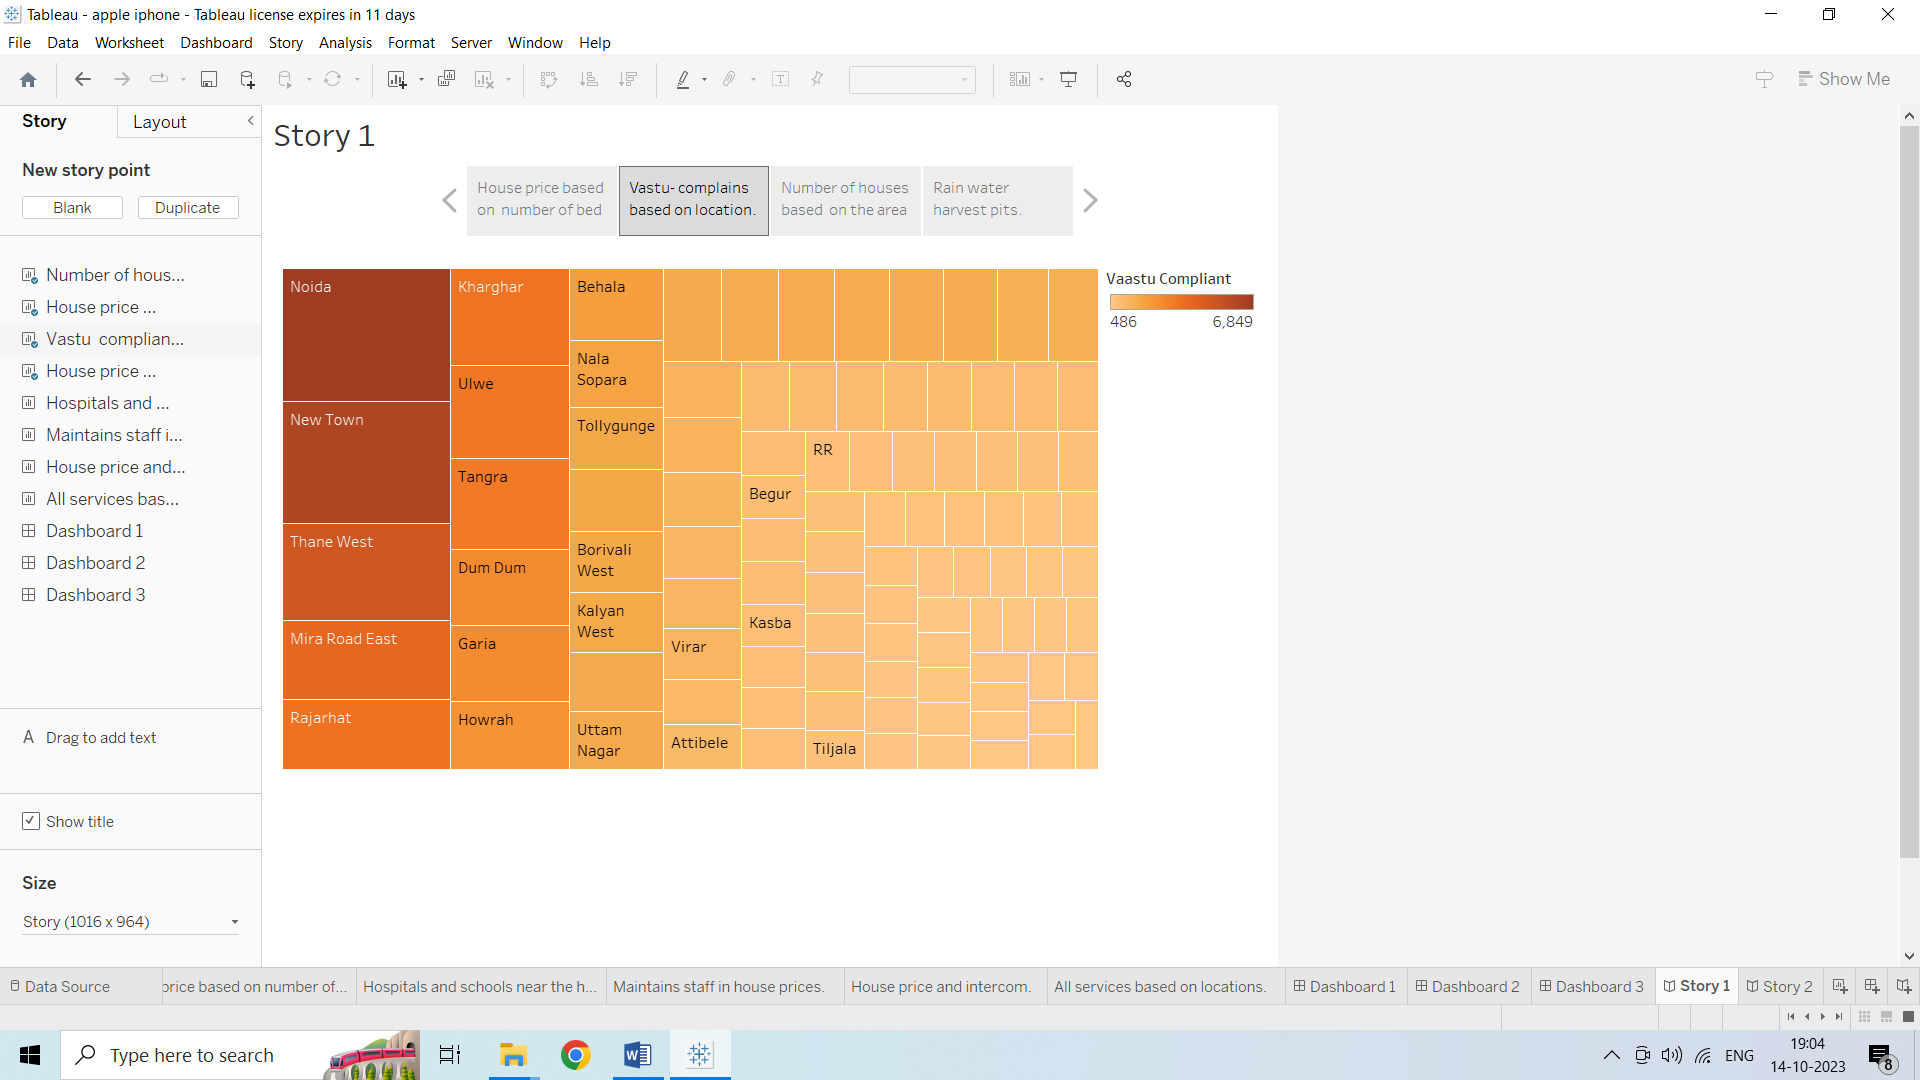 Tableau - apple iphone - Tableau license expires in 11 days
File Data Worksheet Dashboard Story Analysis Format Server Window Help
Show Me
Story Layout
New story point
Blank Duplicate
Number of hous...
House price ...
Vastu complian...
House price ...
Hospitals and ...
Maintains staff i...
House price and...
All services bas...
Dashboard 1
Dashboard 2
Dashboard 3
A Drag to add text
Show title
Size
Story (1016 x 964)
Story 1
House price based
on number of bed
Vastu- complains
based on location.
Number of houses
based on the area
Rain water
harvest pits.
Noida
New Town
Thane West
Mira Road East
Rajarhat
Kharghar
Ulwe
Tangra
Dum Dum
Garia
Howrah
Behala
Nala
Sopara
Tollygunge
Borivali
West
Kalyan
West
Uttam
Nagar
Virar
Attibele
Begur
Kasba
RR
Tiljala
Vaastu Compliant
486 6,849
Data Source
price based on number of...
Hospitals and schools near the h...
Maintains staff in house prices.
House price and intercom.
All services based on locations.
Dashboard 1
Dashboard 2
Dashboard 3
Story 1
Story 2
Type here to search
ENG
19:04
14-10-2023
8